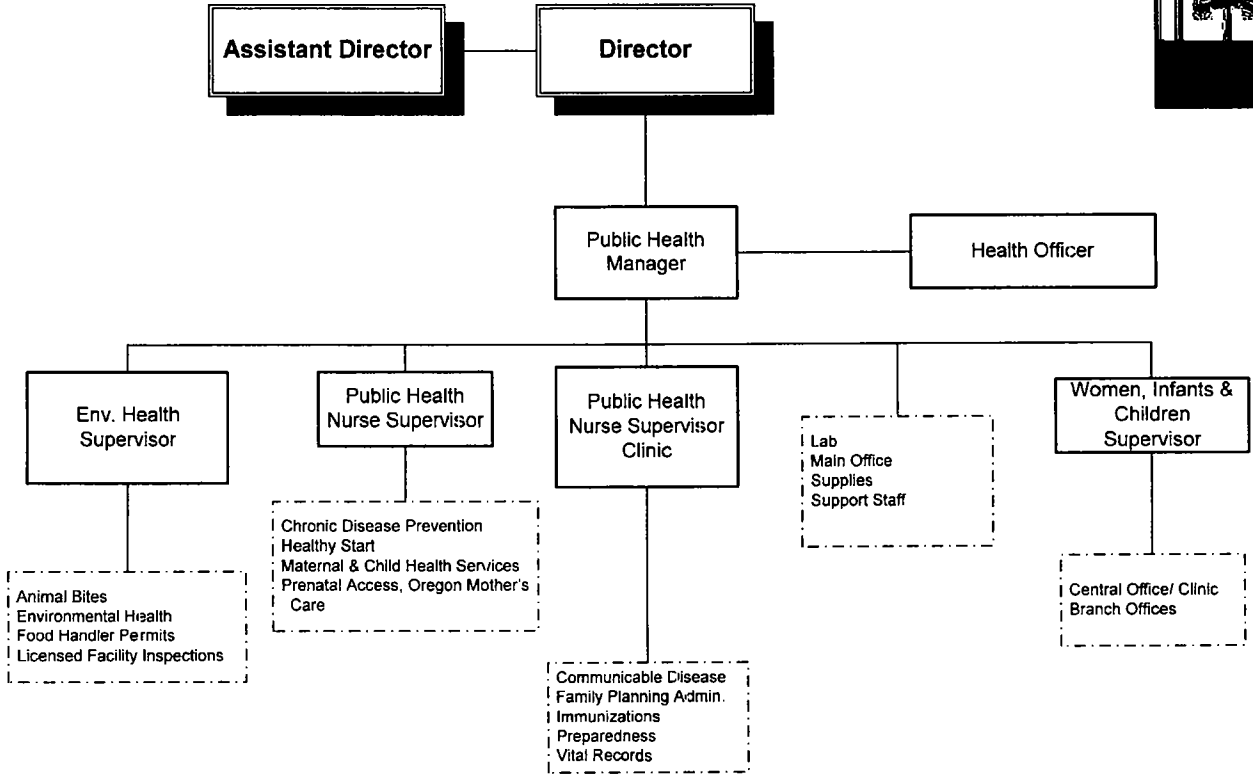 Assistant Director
Director
Public Health
Manager
Health Officer
Env. Health
Supervisor
Public Health
Nurse Supervisor
Public Health
Nurse Supervisor
Clinic
Lab
Main Office
Supplies
Support Staff
Women, Infants &
Children
Supervisor
Animal Bites
Environmental Health
Food Handler Permits
Licensed Facility Inspections
Chronic Disease Prevention
Healthy Start
Maternal & Child Health Services
Prenatal Access, Oregon Mother's
Care
Communicable Disease
Family Planning Admin.
Immunizations
Preparedness
Vital Records
Central Office/ Clinic
Branch Offices